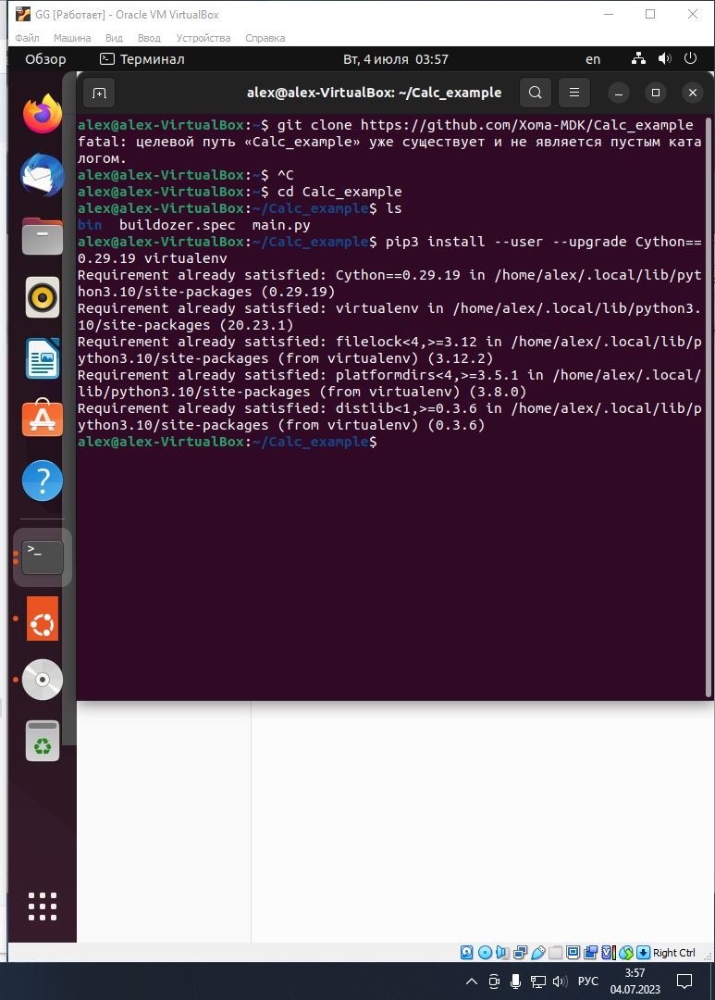 GG [Работает] - Oracle VM VirtualBox
Файл Машина Вид Ввод Устройства Справка
Обзор Терминал Вт, 4 июля 03:57 en
alex@alex-VirtualBox: ~/Calc_example
alex@alex-VirtualBox:~$ git clone https://github.com/Xoma-MDK/Calc_example
fatal: целевой путь «Calc_example» уже существует и не является пустым ката
логом.
alex@alex-VirtualBox:~$ ^C
alex@alex-VirtualBox:~$ cd Calc_example
alex@alex-VirtualBox:~/Calc_example$ ls
bin buildozer.spec main.py
alex@alex-VirtualBox:~/Calc_example$ pip3 install --user --upgrade Cython==
0.29.19 virtualenv
Requirement already satisfied: Cython==0.29.19 in /home/alex/.local/lib/pyt
hon3.10/site-packages (0.29.19)
Requirement already satisfied: virtualenv in /home/alex/.local/lib/python3.
10/site-packages (20.23.1)
Requirement already satisfied: filelock<4,>=3.12 in /home/alex/.local/lib/p
ython3.10/site-packages (from virtualenv) (3.12.2)
Requirement already satisfied: platformdirs<4,>=3.5.1 in /home/alex/.local/
lib/python3.10/site-packages (from virtualenv) (3.8.0)
Requirement already satisfied: distlib<1,>=0.3.6 in /home/alex/.local/lib/p
ython3.10/site-packages (from virtualenv) (0.3.6)
alex@alex-VirtualBox:~/Calc_example$
Right Ctrl
РУС 3:57
04.07.2023